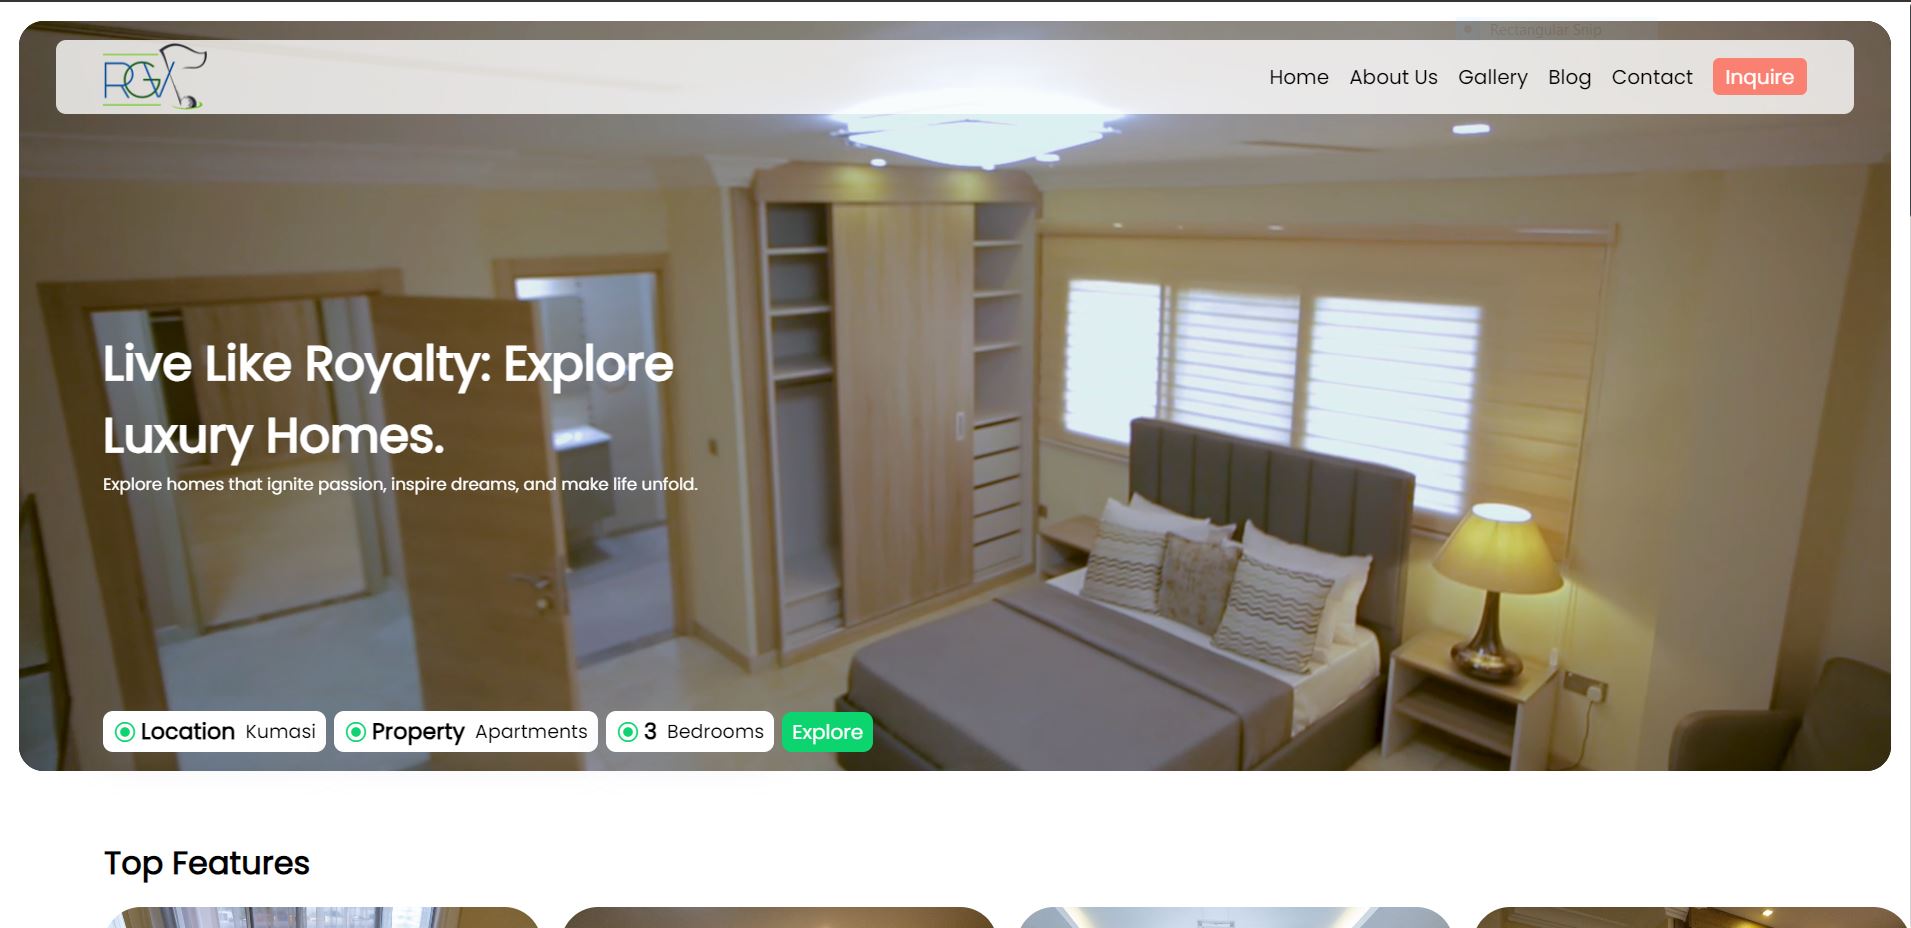 Rectangular Snip
RGV
Home About Us Gallery Blog Contact Inquire
Live Like Royalty: Explore
Luxury Homes.
Explore homes that ignite passion, inspire dreams, and make life unfold.
Location Kumasi Property Apartments 3 Bedrooms Explore
Top Features